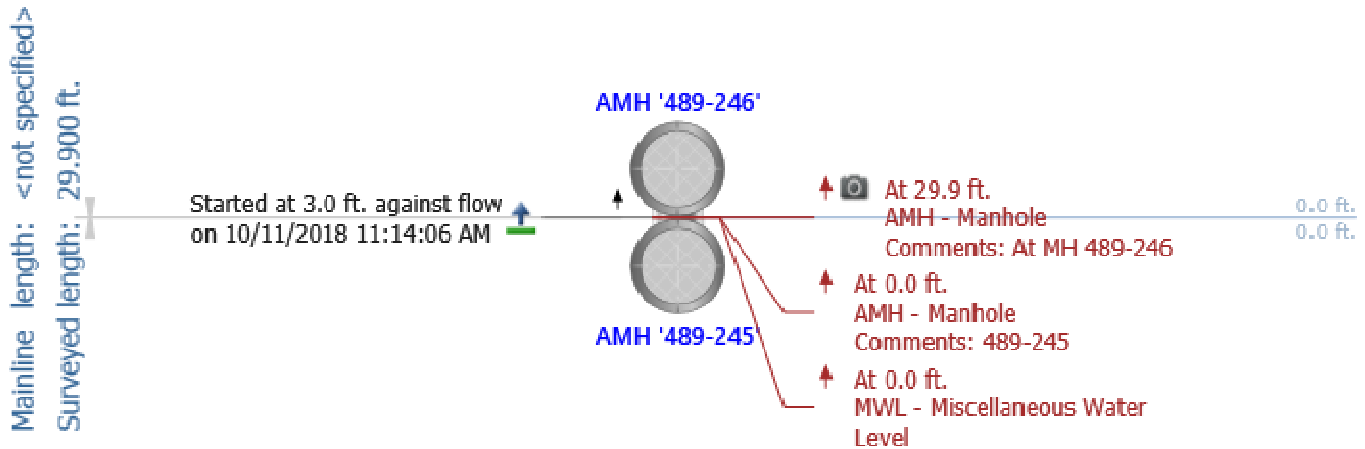 Mainline length: <not specified>
Surveyed length: 29.900 ft.
AMH '489-246'
Started at 3.0 ft. against flow
on 10/11/2018 11:14:06 AM
At 29.9 ft.
AMH - Manhole
Comments: At MH 489-246
0.0 ft.
0.0 ft.
At 0.0 ft.
AMH - Manhole
Comments: 489-245
AMH '489-245'
At 0.0 ft.
MWL - Miscellaneous Water
Level